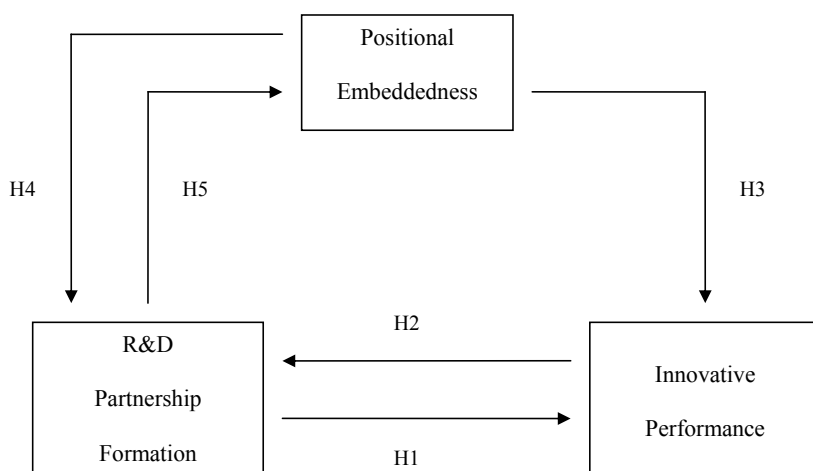 Positional
Embeddedness
H4
H5
H3
H2
R&D
Partnership
Formation
Innovative
Performance
H1